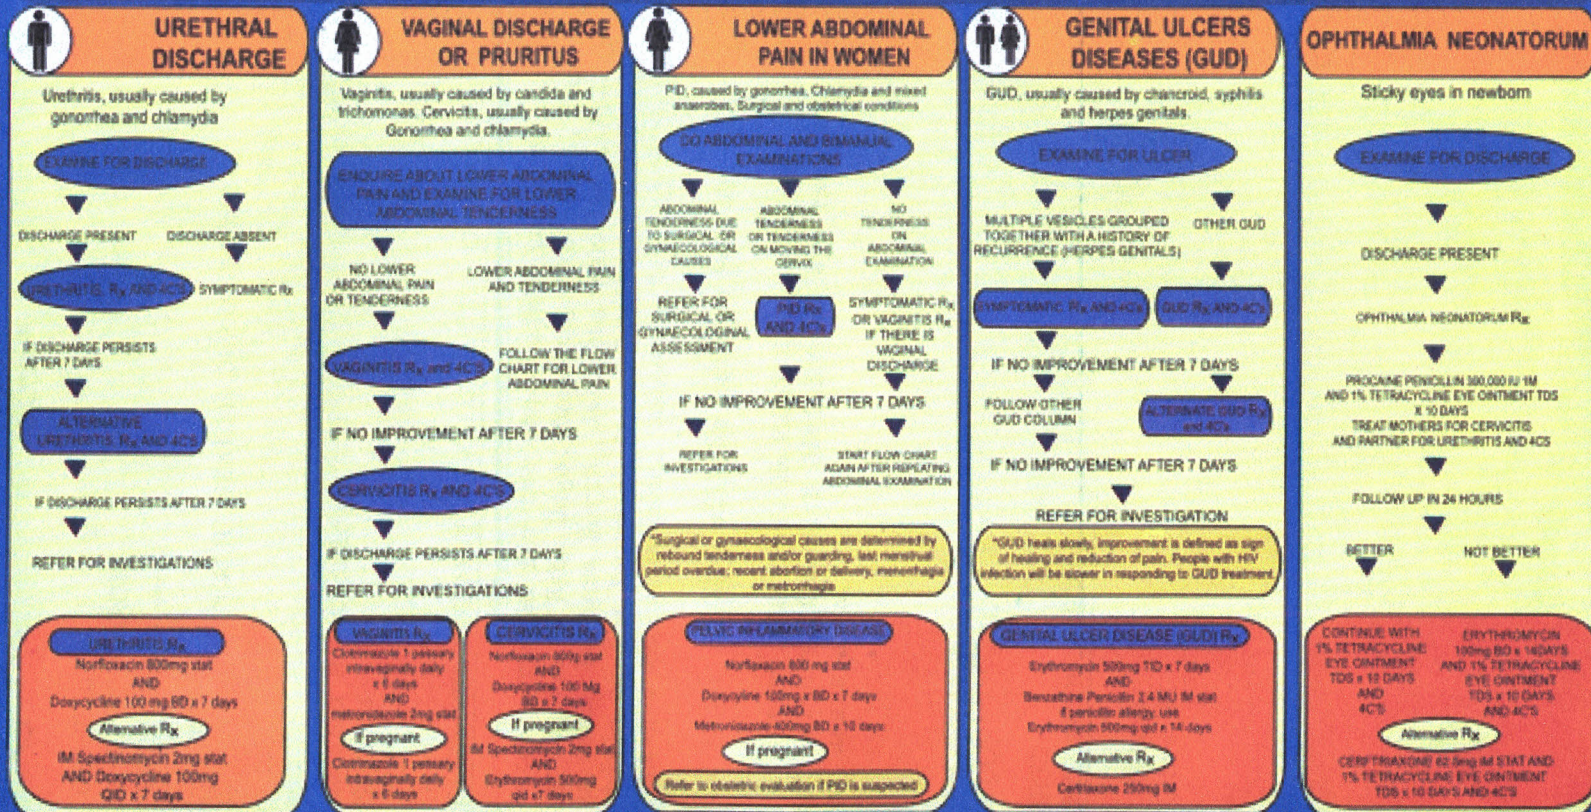 URETHRAL
DISCHARGE
Urethritis, usually caused by
gonorrhea and chlamydia
EXAMINE FOR DISCHARGE
DISCHARGE PRESENT
DISCHARGE ABSENT
URETHRITIS Rx AND 4C'S
SYMPTOMATIC Rx
IF DISCHARGE PERSISTS
AFTER 7 DAYS
ALTERNATIVE
URETHRITIS Rx AND 4C'S
IF DISCHARGE PERSISTS AFTER 7 DAYS
REFER FOR INVESTIGATIONS
URETHRITIS Rx
Norfloxacin 800mg stat
AND
Doxycycline 100 mg BD x 7 days
Alternative Rx
IM Spectinomycin 2mg stat
AND Doxycycline 100mg
QID x 7 days
VAGINAL DISCHARGE
OR PRURITUS
Vaginitis, usually caused by candida and
trichomonas. Cervicitis, usually caused by
Gonorrhea and chlamydia.
ENQUIRE ABOUT LOWER ABDOMINAL
PAIN AND EXAMINE FOR LOWER
ABDOMINAL TENDERNESS
NO LOWER
ABDOMINAL PAIN
OR TENDERNESS
LOWER ABDOMINAL PAIN
AND TENDERNESS
VAGINITIS Rx and 4C'S
FOLLOW THE FLOW
CHART FOR LOWER
ABDOMINAL PAIN
IF NO IMPROVEMENT AFTER 7 DAYS
CERVICITIS Rx AND 4C'S
IF DISCHARGE PERSISTS AFTER 7 DAYS
REFER FOR INVESTIGATIONS
VAGINITIS Rx
Clotrimazole 1 pessary
intravaginally daily
x 6 days
AND
metronidazole 2mg stat
If pregnant
Clotrimazole 1 pessary
intravaginally daily
x 6 days
CERVICITIS Rx
Norfloxacin 800g stat
AND
Doxycycline 100 Mg
BD x 7 days
If pregnant
IM Spectinomycin 2mg stat
AND
Erythromycin 500mg
qid x7 days
LOWER ABDOMINAL
PAIN IN WOMEN
PID, caused by gonorrhea, Chlamydia and mixed
anaerobes, Surgical and obstetrical conditions
DO ABDOMINAL AND BIMANUAL
EXAMINATIONS
ABDOMINAL
TENDERNESS DUE
TO SURGICAL OR
GYNAECOLOGICAL
CAUSES
ABDOMINAL
TENDERNESS
OR TENDERNESS
ON MOVING THE
CERVIX
NO
TENDERNESS
ON
ABDOMINAL
EXAMINATION
REFER FOR
SURGICAL OR
GYNAECOLOGINAL
ASSESSMENT
PID Rx
AND 4C's
SYMPTOMATIC Rx
OR VAGINITIS Rx
IF THERE IS
VAGINAL
DISCHARGE
IF NO IMPROVEMENT AFTER 7 DAYS
REFER FOR
INVESTIGATIONS
START FLOW CHART
AGAIN AFTER REPEATING
ABDOMINAL EXAMINATION
*Surgical or gynaecological causes are determined by
rebound tenderness and/or guarding, last menstrual
period overdue; recent abortion or delivery, menorrhagia
or metrorrhagia
PELVIC INFLAMMATORY DISEASE
Norfloxacin 800 mg stat
AND
Doxycyline 100mg x BD x 7 days
AND
Metronidazole-400mg BD x 10 days
If pregnant
Refer to obstetric evaluation if PID is suspected
GENITAL ULCERS
DISEASES (GUD)
GUD, usually caused by chancroid, syphilis
and herpes genitals.
EXAMINE FOR ULCER
MULTIPLE VESICLES GROUPED
TOGETHER WITH A HISTORY OF
RECURRENCE (HERPES GENITALS)
OTHER GUD
SYMPTOMATIC Rx AND 4C's
GUD Rx AND 4C's
IF NO IMPROVEMENT AFTER 7 DAYS
FOLLOW OTHER
GUD COLUMN
ALTERNATE GUD Rx
and 4C's
IF NO IMPROVEMENT AFTER 7 DAYS
REFER FOR INVESTIGATION
*GUD heals slowly, improvement is defined as sign
of healing and reduction of pain. People with HIV
infection will be slower in responding to GUD treatment
GENITAL ULCER DISEASE (GUD) Rx
Erythromycin 500mg TID x 7 days
AND
Benzathine Penicillin 2.4 MU IM stat
if penicillin allergy: use
Erythromycin 500mg qid x 14 days
Alternative Rx
250mg IM
OPHTHALMIA NEONATORUM
Sticky eyes in newborn
EXAMINE FOR DISCHARGE
DISCHARGE PRESENT
OPHTHALMIA NEONATORUM Rx
PROCAINE PENICILLIN 300,000 IU 1M
AND 1% TETRACYCLINE EYE OINTMENT TDS
X 10 DAYS
TREAT MOTHERS FOR CERVICITIS
AND PARTNER FOR URETHRITIS AND 4CS
FOLLOW UP IN 24 HOURS
BETTER
NOT BETTER
CONTINUE WITH
1% TETRACYCLINE
EYE OINTMENT
TDS x 10 DAYS
AND
4C'S
ERYTHROMYCIN
100mg BD x 14DAYS
AND 1% TETRACYCLINE
EYE OINTMENT
TDS x 10 DAYS
AND 4C'S
Alternative Rx
62.5mg IM STAT AND
1% TETRACYCLINE EYE OINTMENT
TDS x 10 DAYS AND 4C'S